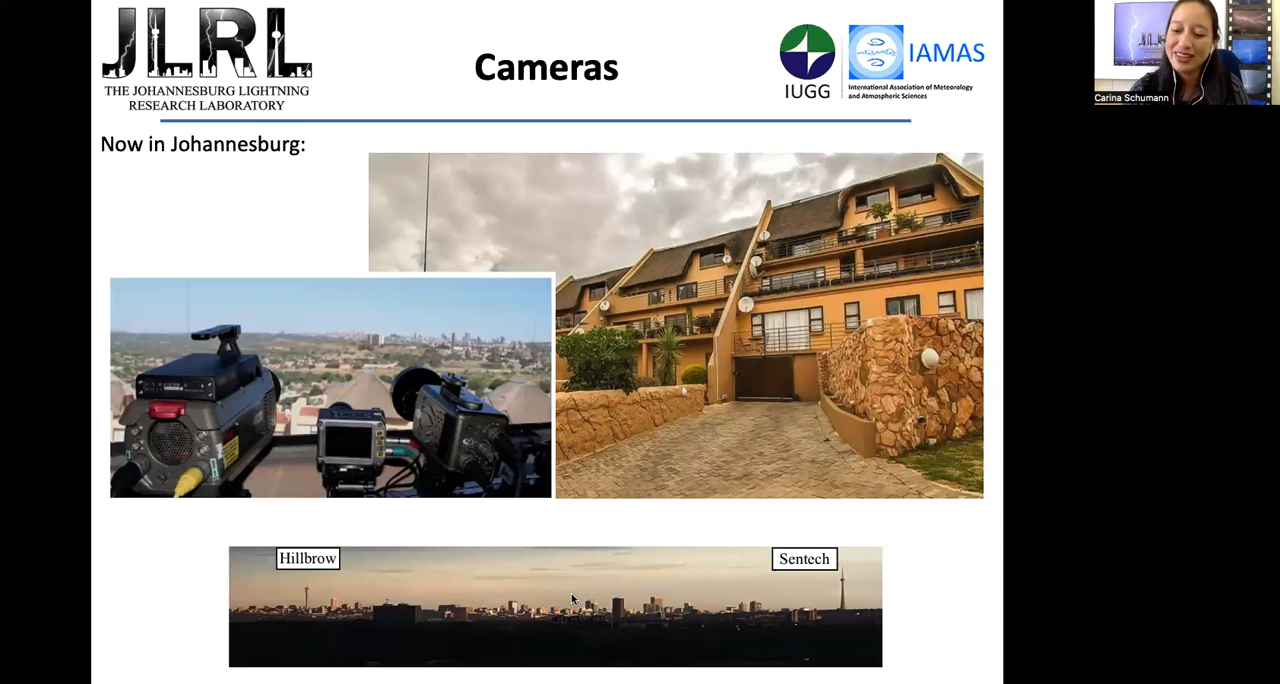 JLRL
THE JOHANNESBURG LIGHTNING
RESEARCH LABORATORY
Cameras
IUGG
IAMAS
International Association of Meteorology
and Atmospheric Sciences
Carina Schumann
Now in Johannesburg:
Hillbrow
Sentech